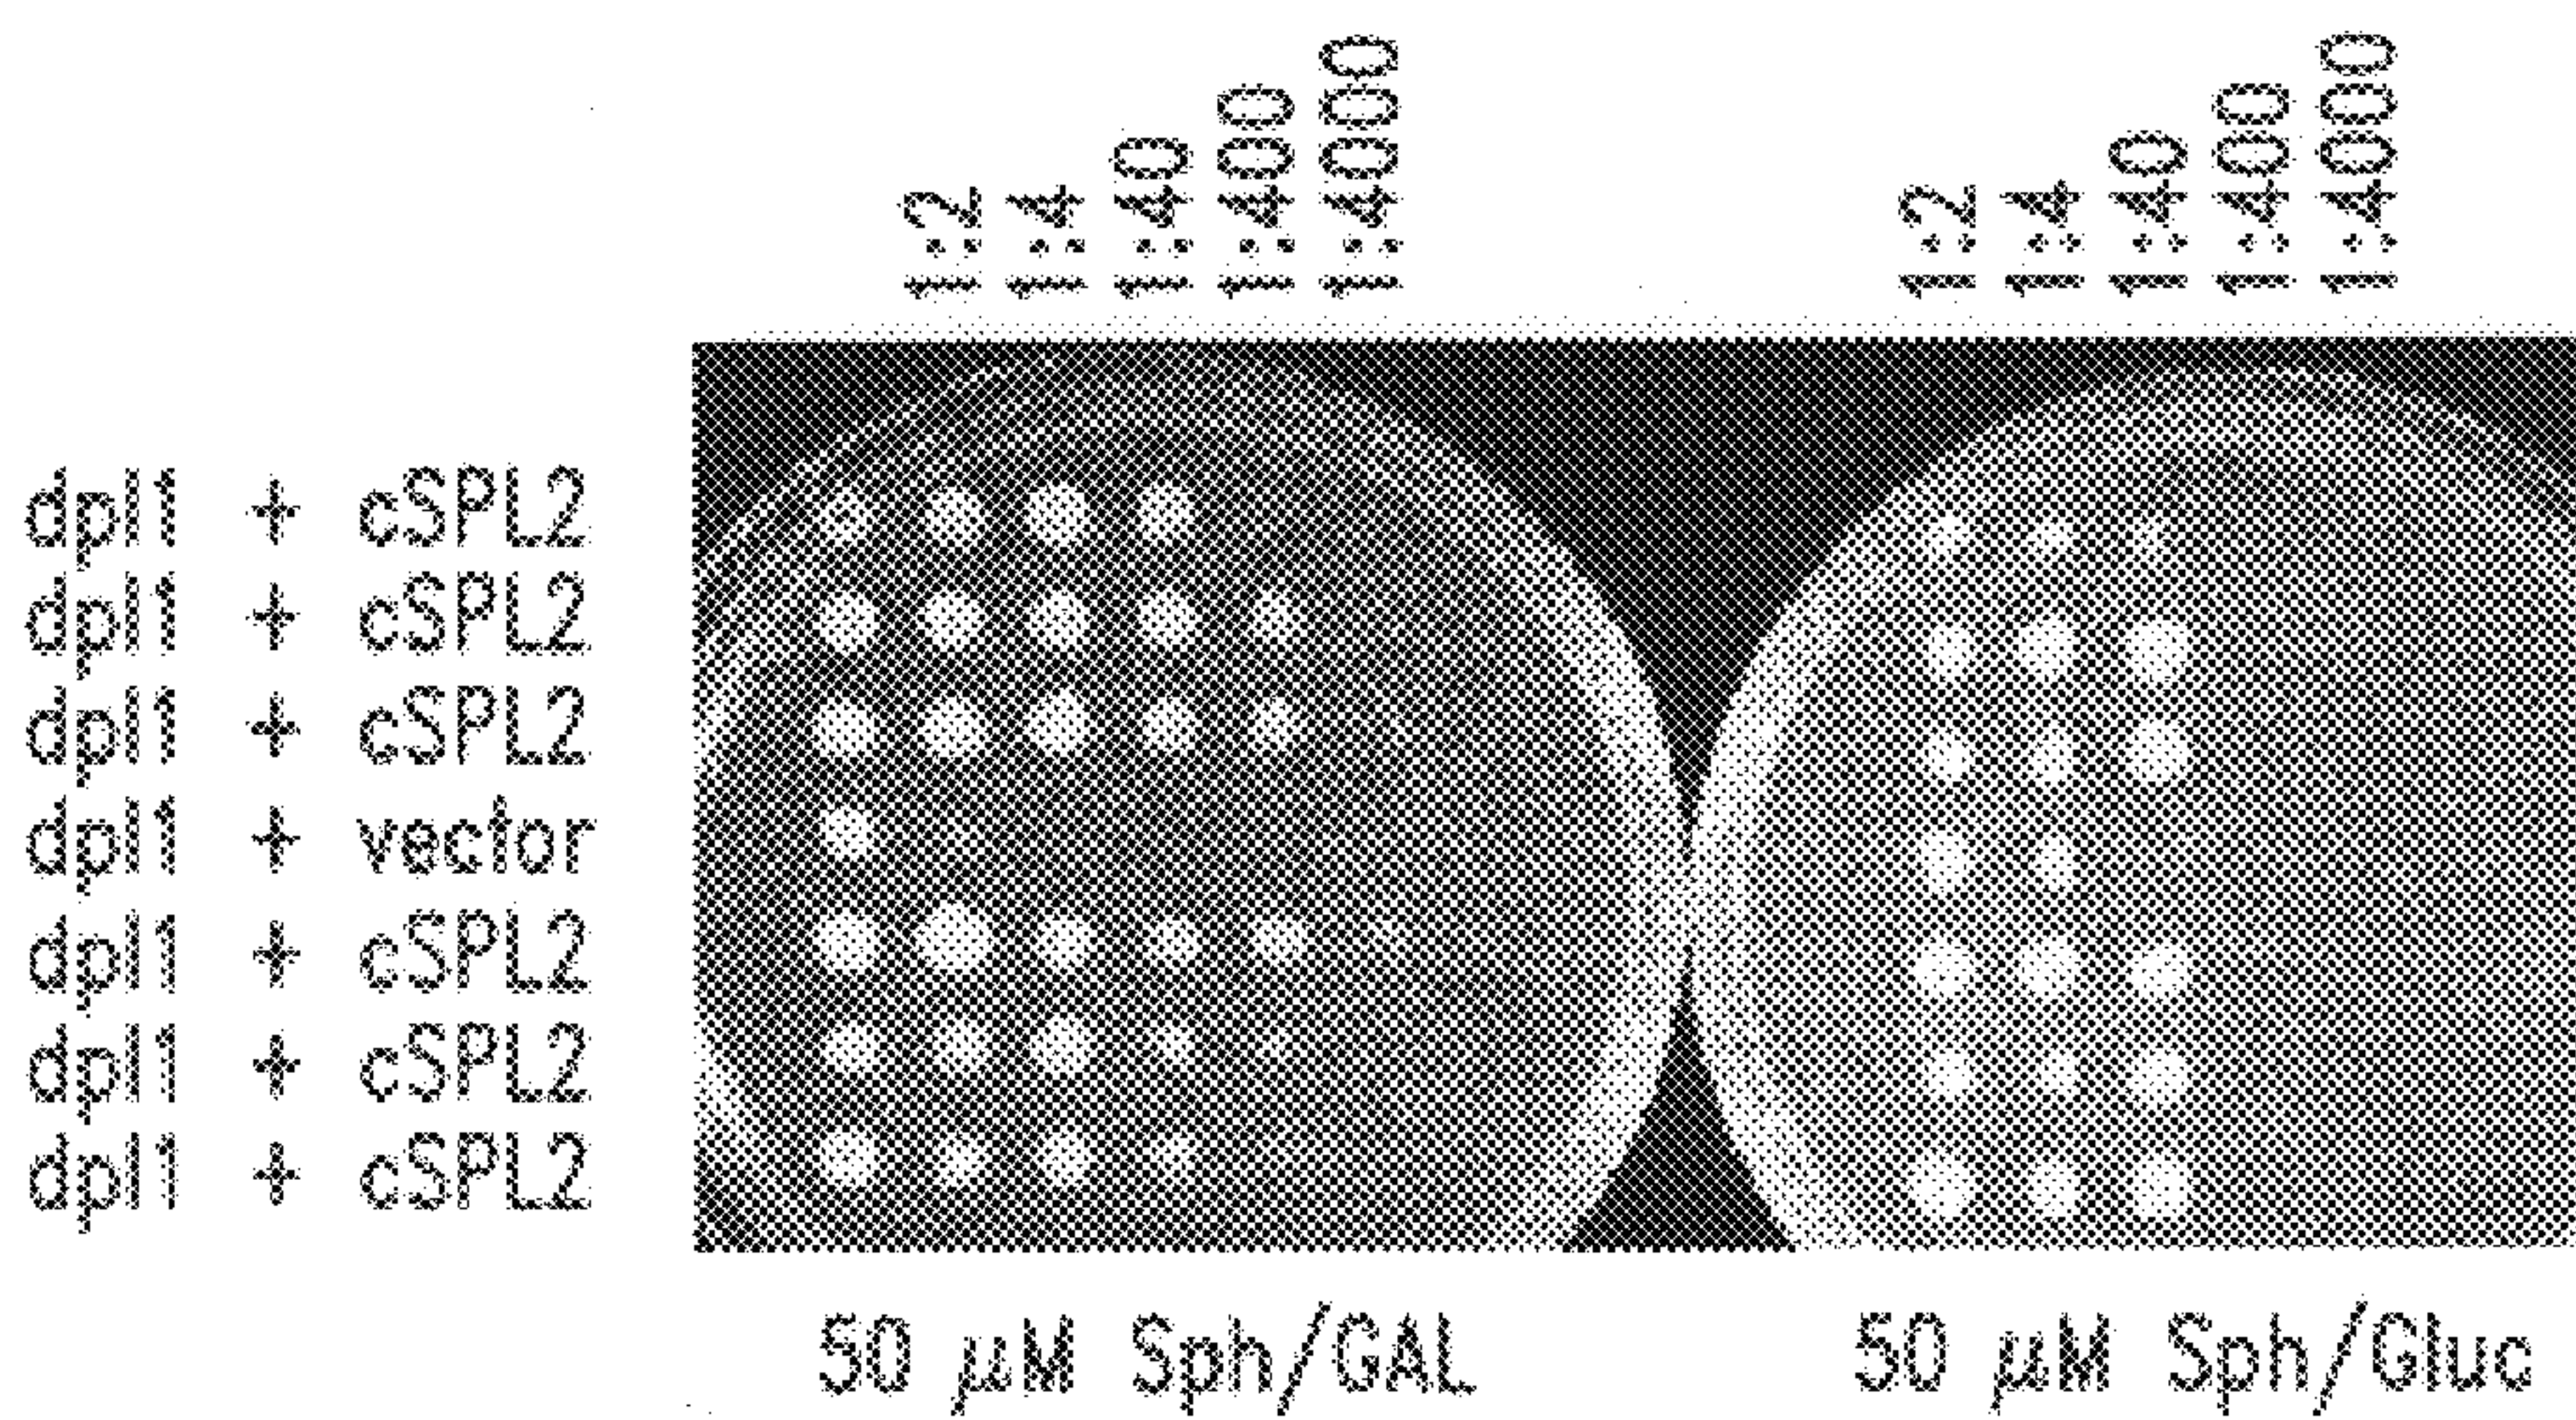 1:2
1:4
1:40
1:400
1:4000
1:2
1:4
1:40
1:400
1:4000
dpl1 + cSPL2
dpl1 + cSPL2
dpl1 + cSPL2
dpl1 + vector
dpl1 + cSPL2
dpl1 + cSPL2
dpl1 + cSPL2
50 μM Sph/GAL
50 μM Sph/Gluc